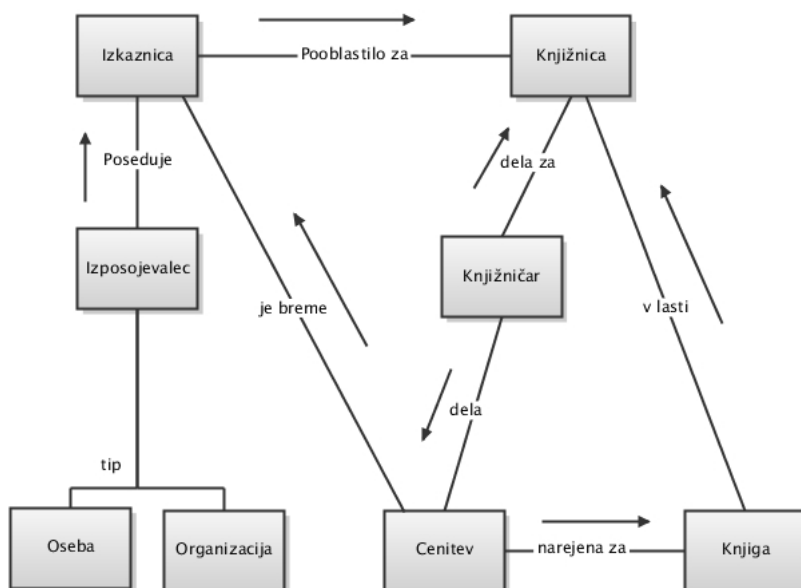 Izkaznica
Pooblastilo za
Knjižnica
Poseduje
dela za
Izposojevalec
Knjižničar
je breme
v lasti
dela
tip
Oseba
Organizacija
Cenitev
narejena za
Knjiga